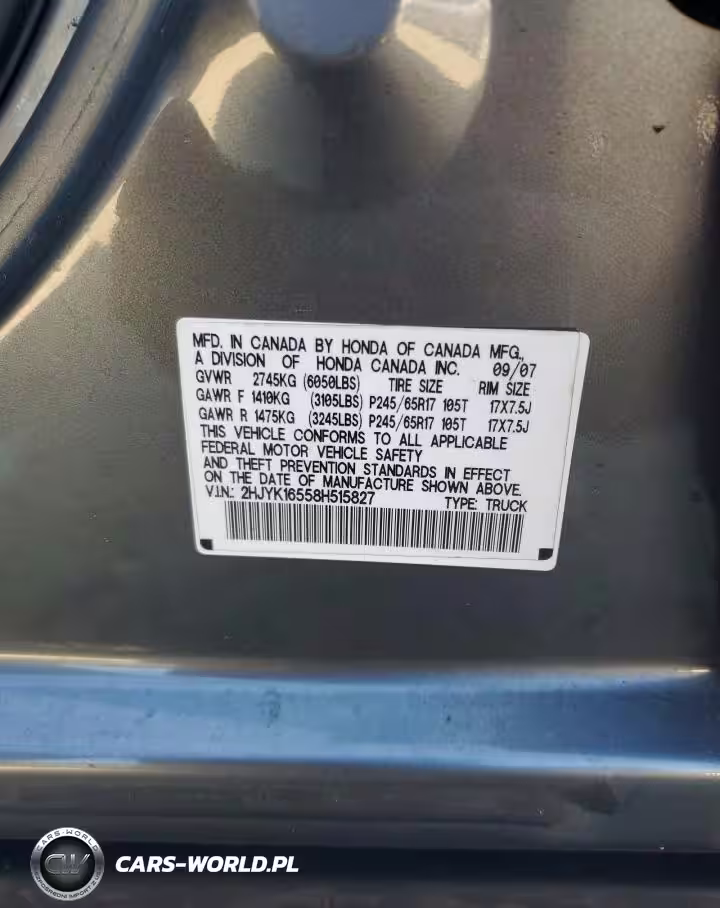 MFD. IN CANADA BY HONDA OF CANADA MFG.,
A DIVISION OF HONDA CANADA INC. 09/07
GVWR 2745KG (6050LBS) TIRE SIZE RIM SIZE
GAWR F 1410KG (3105LBS) P245/65R17 105T 17X7.5J
GAWR R 1475KG (3245LBS) P245/65R17 105T 17X7.5J
THIS VEHICLE CONFORMS TO ALL APPLICABLE
FEDERAL MOTOR VEHICLE SAFETY
AND THEFT PREVENTION STANDARDS IN EFFECT
ON THE DATE OF MANUFACTURE SHOWN ABOVE.
V.I.N.: 2HJYK16558H515827 TYPE: TRUCK
CARS-WORLD
CW
CARS-WORLD.PL